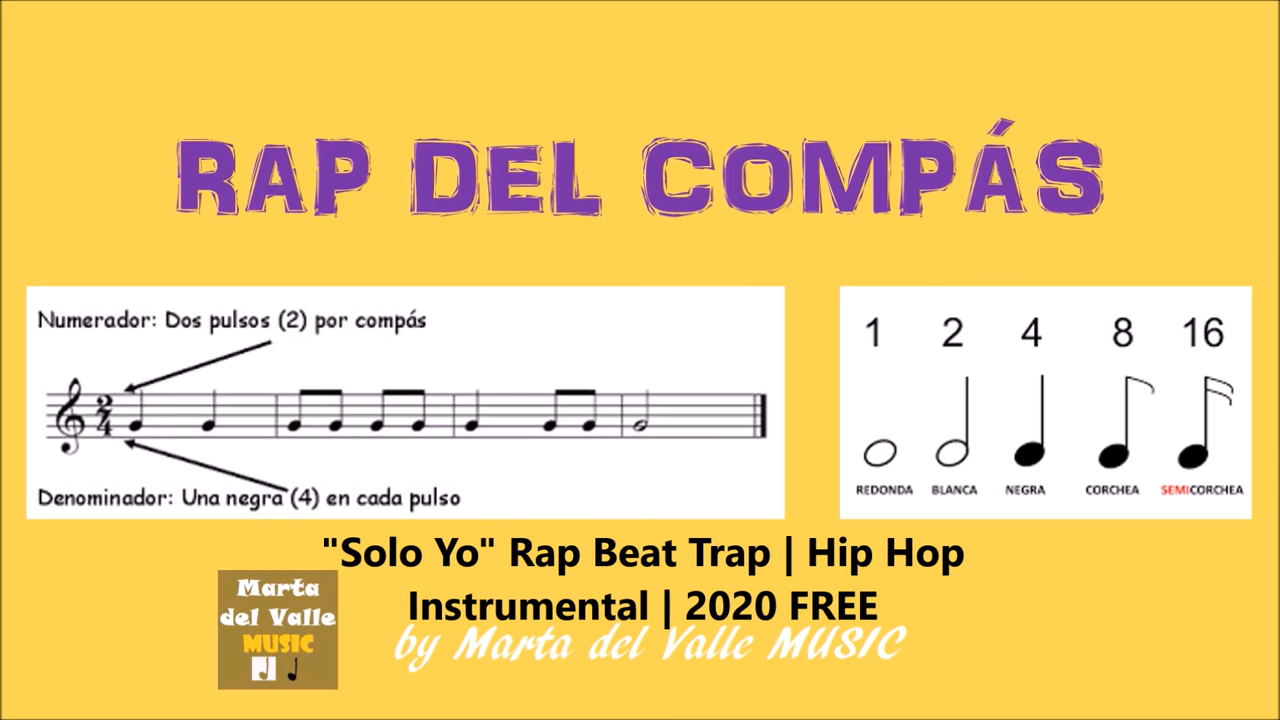 RAP DEL COMPÁS
Numerador: Dos pulsos (2) por compás
2
4
Denominador: Una negra (4) en cada pulso
1 2 4 8 16
REDONDA BLANCA NEGRA CORCHEA SEMICORCHEA
"Solo Yo" Rap Beat Trap | Hip Hop
Instrumental | 2020 FREE
by Marta del Valle MUSIC
Marta
del Valle
MUSIC